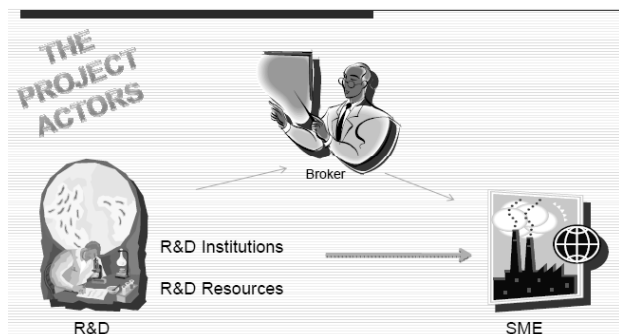 THE
PROJECT
ACTORS
Broker
R&D Institutions
R&D Resources
R&D
SME